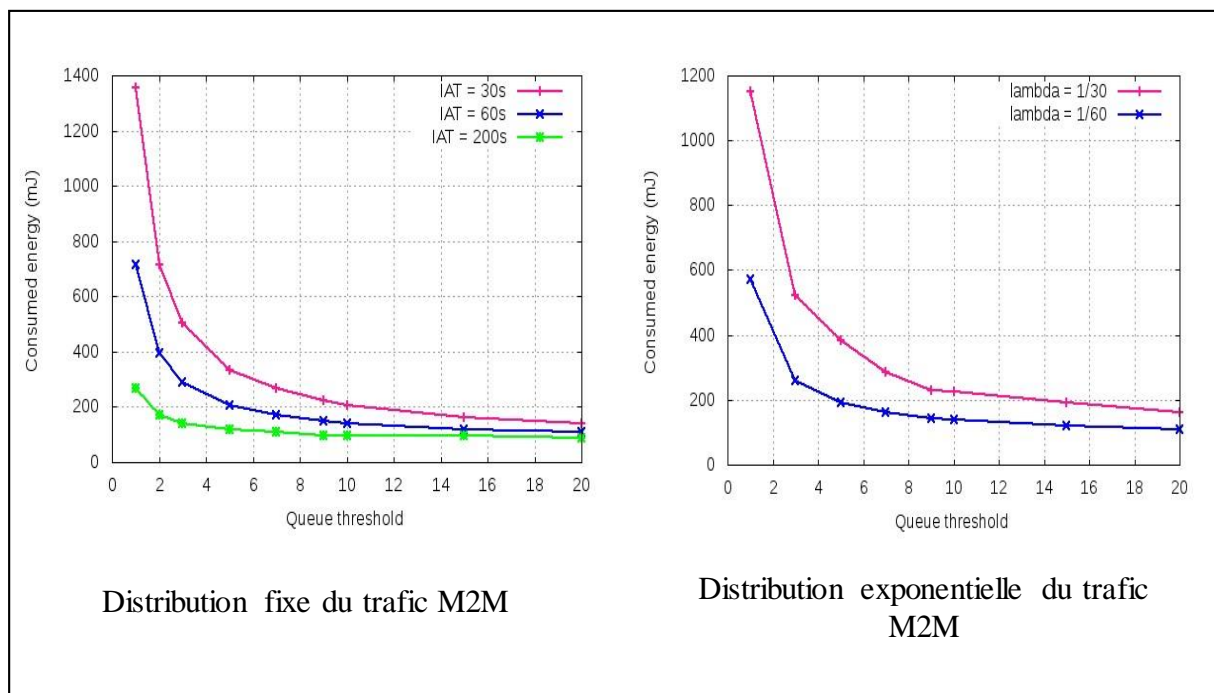 1400
1200
1000
800
600
400
200
0
0 2 4 6 8 10 12 14 16 18 20
Consumed energy (mJ)
Queue threshold
IAT = 30s
IAT = 60s
IAT = 200s
Distribution fixe du trafic M2M
1200
1000
800
600
400
200
0
0 2 4 6 8 10 12 14 16 18 20
Consumed energy (mJ)
Queue threshold
lambda = 1/30
lambda = 1/60
Distribution exponentielle du trafic
M2M